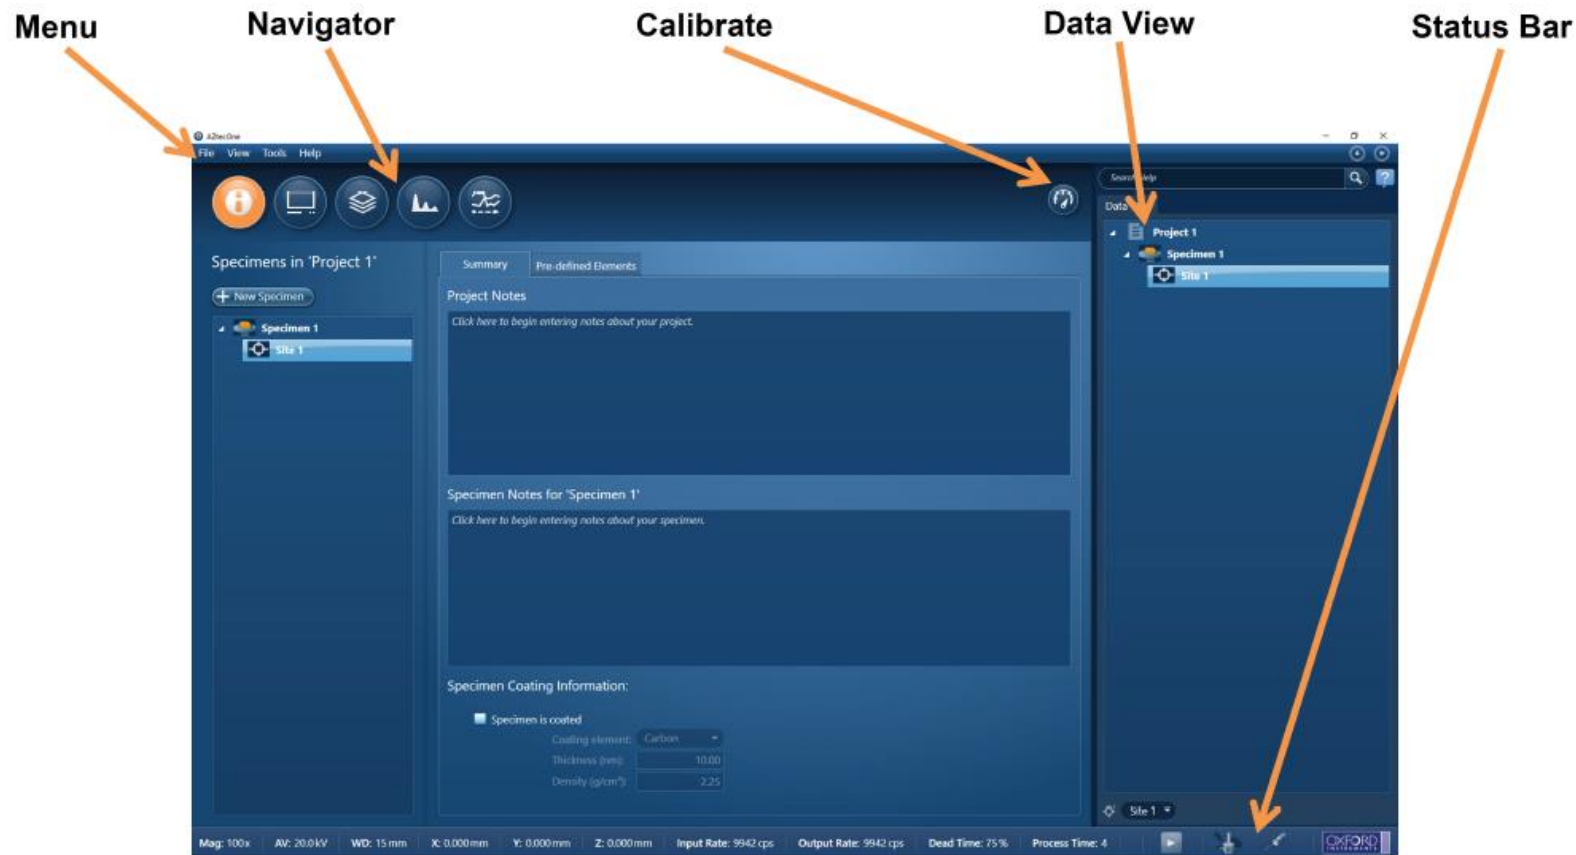 Menu Navigator Calibrate Data View Status Bar
AZtecOne
File View Tools Help
Search Help ?
Data
Project 1
Specimen 1
Site 1
Specimens in 'Project 1'
+ New Specimen
Specimen 1
Site 1
Summary Pre-defined Elements
Project Notes
Click here to begin entering notes about your project.
Specimen Notes for 'Specimen 1'
Click here to begin entering notes about your specimen.
Specimen Coating Information:
Specimen is coated
Coating element: Carbon
Thickness (nm): 10.00
Density (g/cm³): 2.25
Site 1
Mag: 100x AV: 20.0 kV WD: 15 mm X: 0.000 mm Y: 0.000 mm Z: 0.000 mm Input Rate: 9942 cps Output Rate: 9942 cps Dead Time: 75 % Process Time: 4
OXFORD
INSTRUMENTS